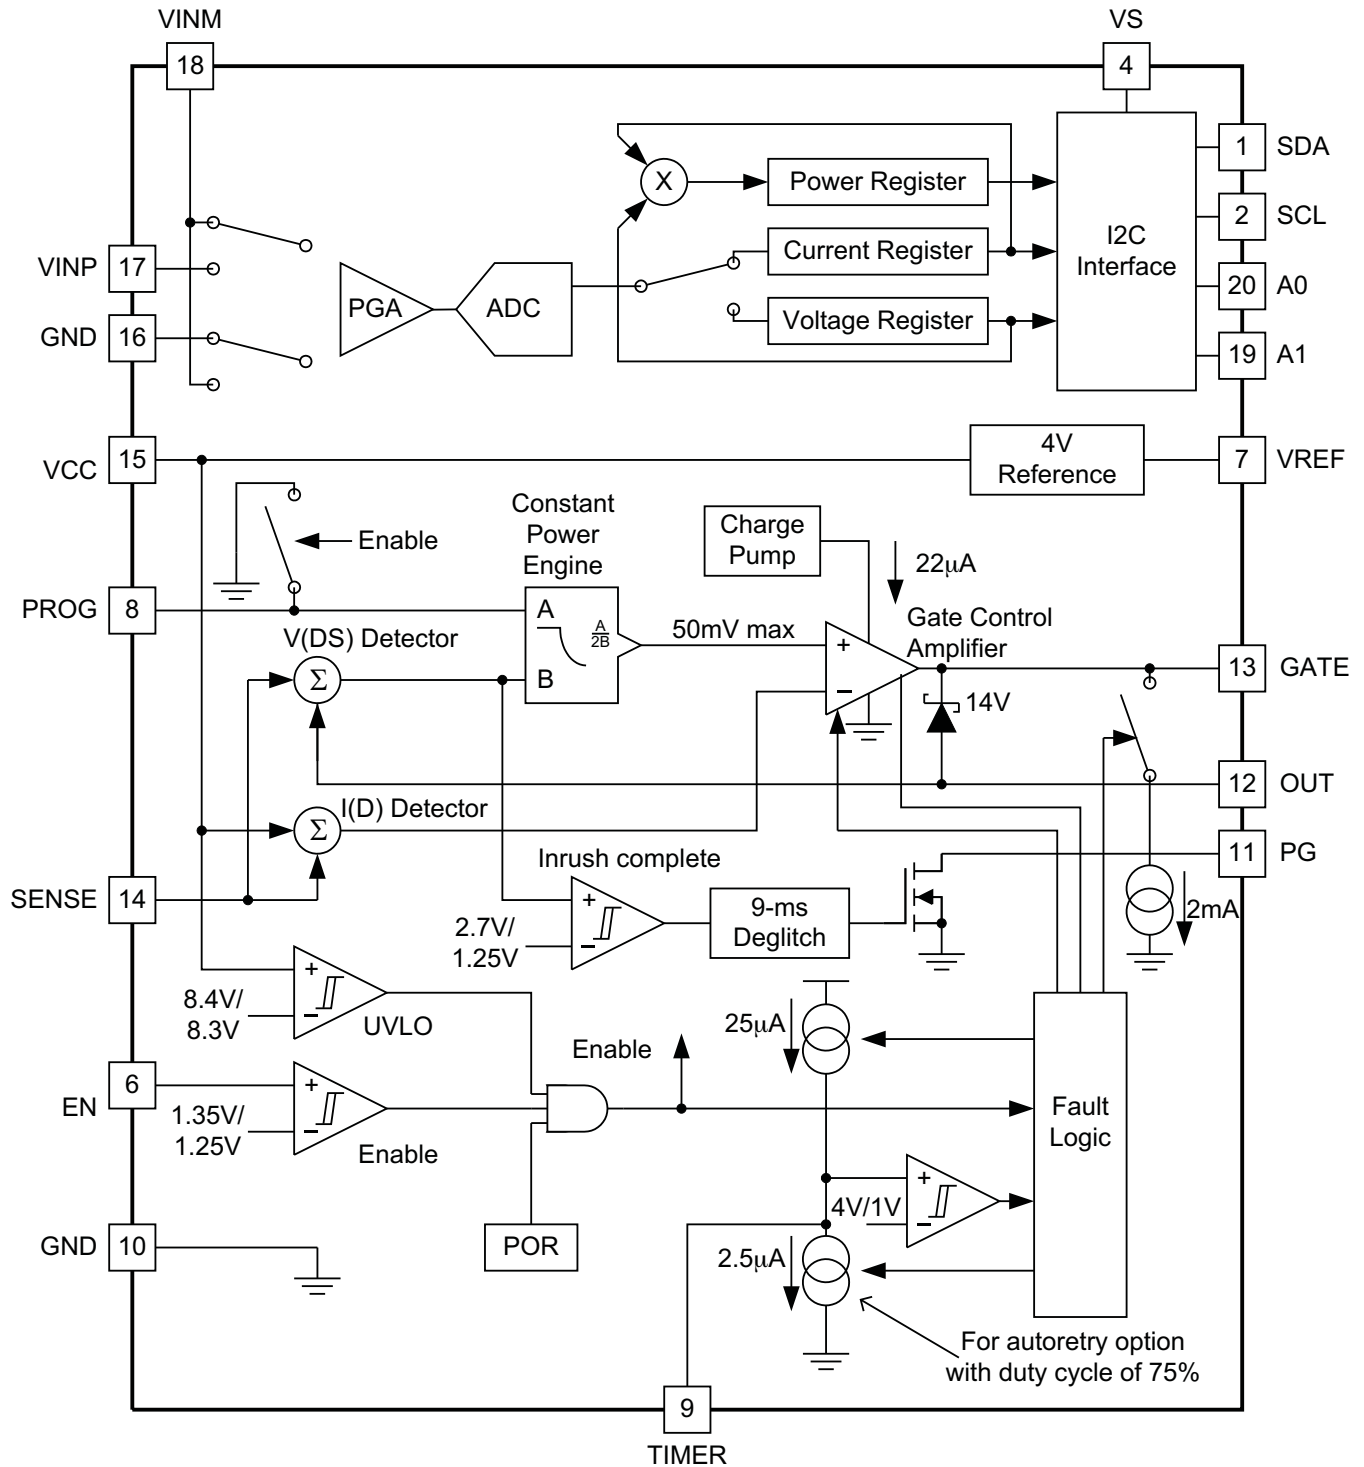 VINM
VS
18
4
1
SDA
X
Power Register
2
SCL
I2C
Interface
Current Register
VINP
17
20
A0
PGA
ADC
GND
16
Voltage Register
19
A1
VCC
15
4V
Reference
7
VREF
Constant
Power
Engine
Charge
Pump
Enable
22μA
PROG
8
A
A
2B
B
50mV max
+
−
Gate Control
Amplifier
V(DS) Detector
Σ
13
GATE
14V
12
OUT
I(D) Detector
Σ
11
PG
Inrush complete
SENSE
14
+
−
2.7V/
1.25V
9-ms
Deglitch
2mA
+
−
8.4V/
8.3V
UVLO
25μA
Enable
6
EN
+
−
1.35V/
1.25V
Enable
Fault
Logic
+
−
4V/1V
GND
10
POR
2.5μA
For autoretry option
with duty cycle of 75%
9
TIMER